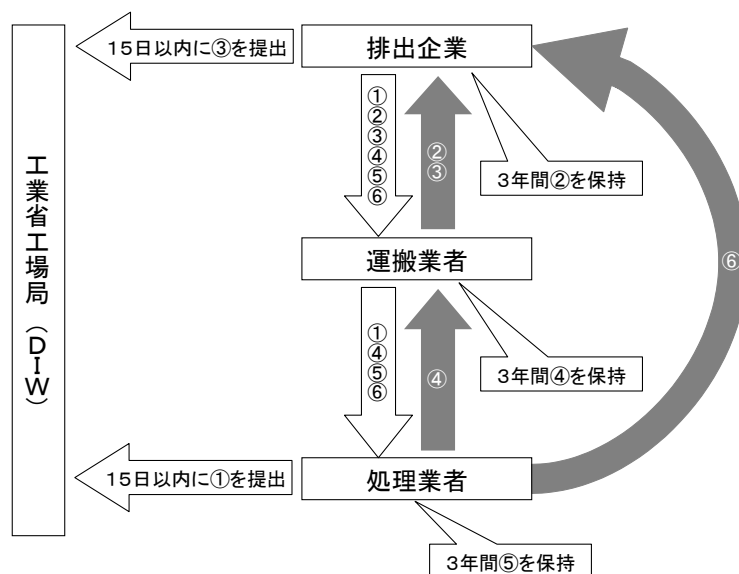 15日以内に③を提出
排出企業
①
②
③
④
⑤
⑥
②
③
3年間②を保持
工業省工場局（DIW）
運搬業者
⑥
①
④
⑤
⑥
④
3年間④を保持
15日以内に①を提出
処理業者
3年間⑤を保持